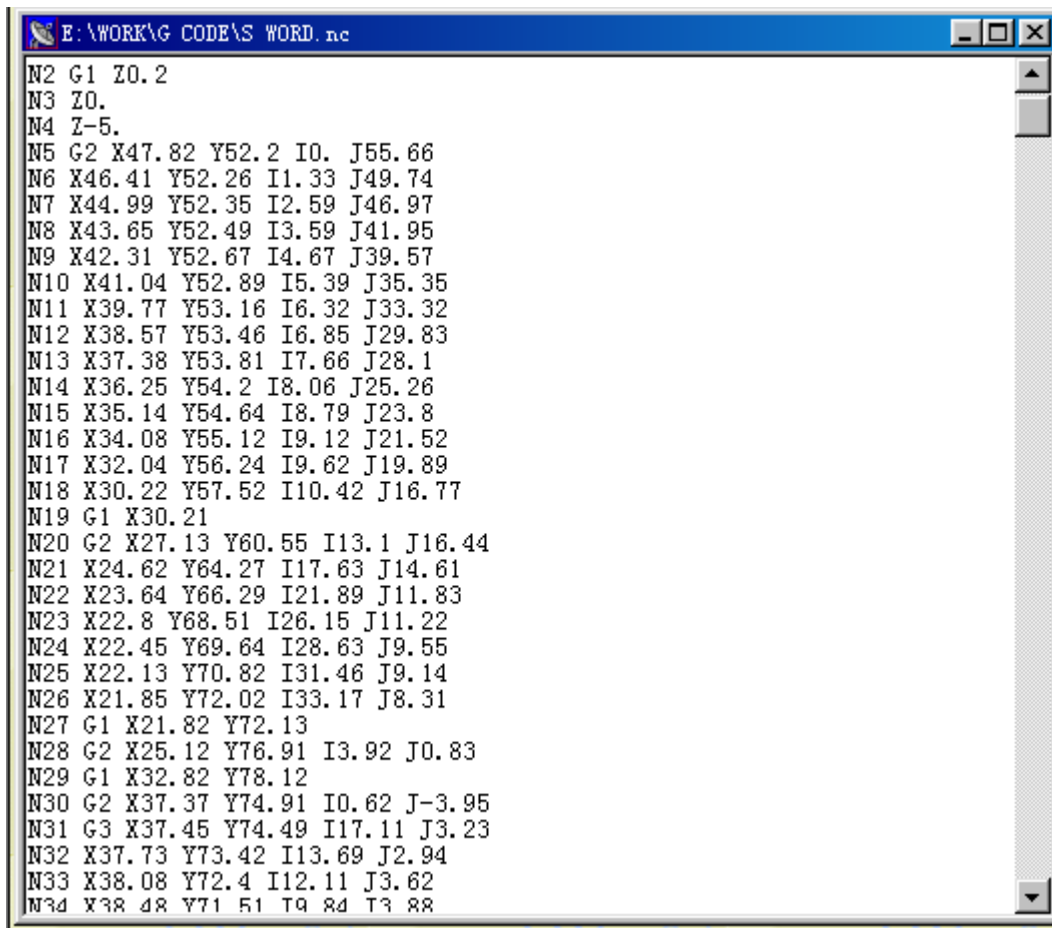 E:\WORK\G CODE\S WORD.nc
N2 G1 Z0.2
N3 Z0.
N4 Z-5.
N5 G2 X47.82 Y52.2 I0. J55.66
N6 X46.41 Y52.26 I1.33 J49.74
N7 X44.99 Y52.35 I2.59 J46.97
N8 X43.65 Y52.49 I3.59 J41.95
N9 X42.31 Y52.67 I4.67 J39.57
N10 X41.04 Y52.89 I5.39 J35.35
N11 X39.77 Y53.16 I6.32 J33.32
N12 X38.57 Y53.46 I6.85 J29.83
N13 X37.38 Y53.81 I7.66 J28.1
N14 X36.25 Y54.2 I8.06 J25.26
N15 X35.14 Y54.64 I8.79 J23.8
N16 X34.08 Y55.12 I9.12 J21.52
N17 X32.04 Y56.24 I9.62 J19.89
N18 X30.22 Y57.52 I10.42 J16.77
N19 G1 X30.21
N20 G2 X27.13 Y60.55 I13.1 J16.44
N21 X24.62 Y64.27 I17.63 J14.61
N22 X23.64 Y66.29 I21.89 J11.83
N23 X22.8 Y68.51 I26.15 J11.22
N24 X22.45 Y69.64 I28.63 J9.55
N25 X22.13 Y70.82 I31.46 J9.14
N26 X21.85 Y72.02 I33.17 J8.31
N27 G1 X21.82 Y72.13
N28 G2 X25.12 Y76.91 I3.92 J0.83
N29 G1 X32.82 Y78.12
N30 G2 X37.37 Y74.91 I0.62 J-3.95
N31 G3 X37.45 Y74.49 I17.11 J3.23
N32 X37.73 Y73.42 I13.69 J2.94
N33 X38.08 Y72.4 I12.11 J3.62
N34 X38.48 Y71.51 I9.84 J3.88